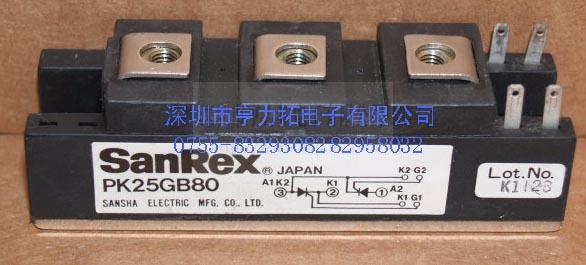 深圳市亨力拓电子有限公司
0755-83293082 82958032
SanRex® JAPAN
PK25GB80
SANSHA ELECTRIC MFG. CO., LTD.
A1 K2 K1 A2 K2 G2
③ ② ① K1 G1
Lot.No.